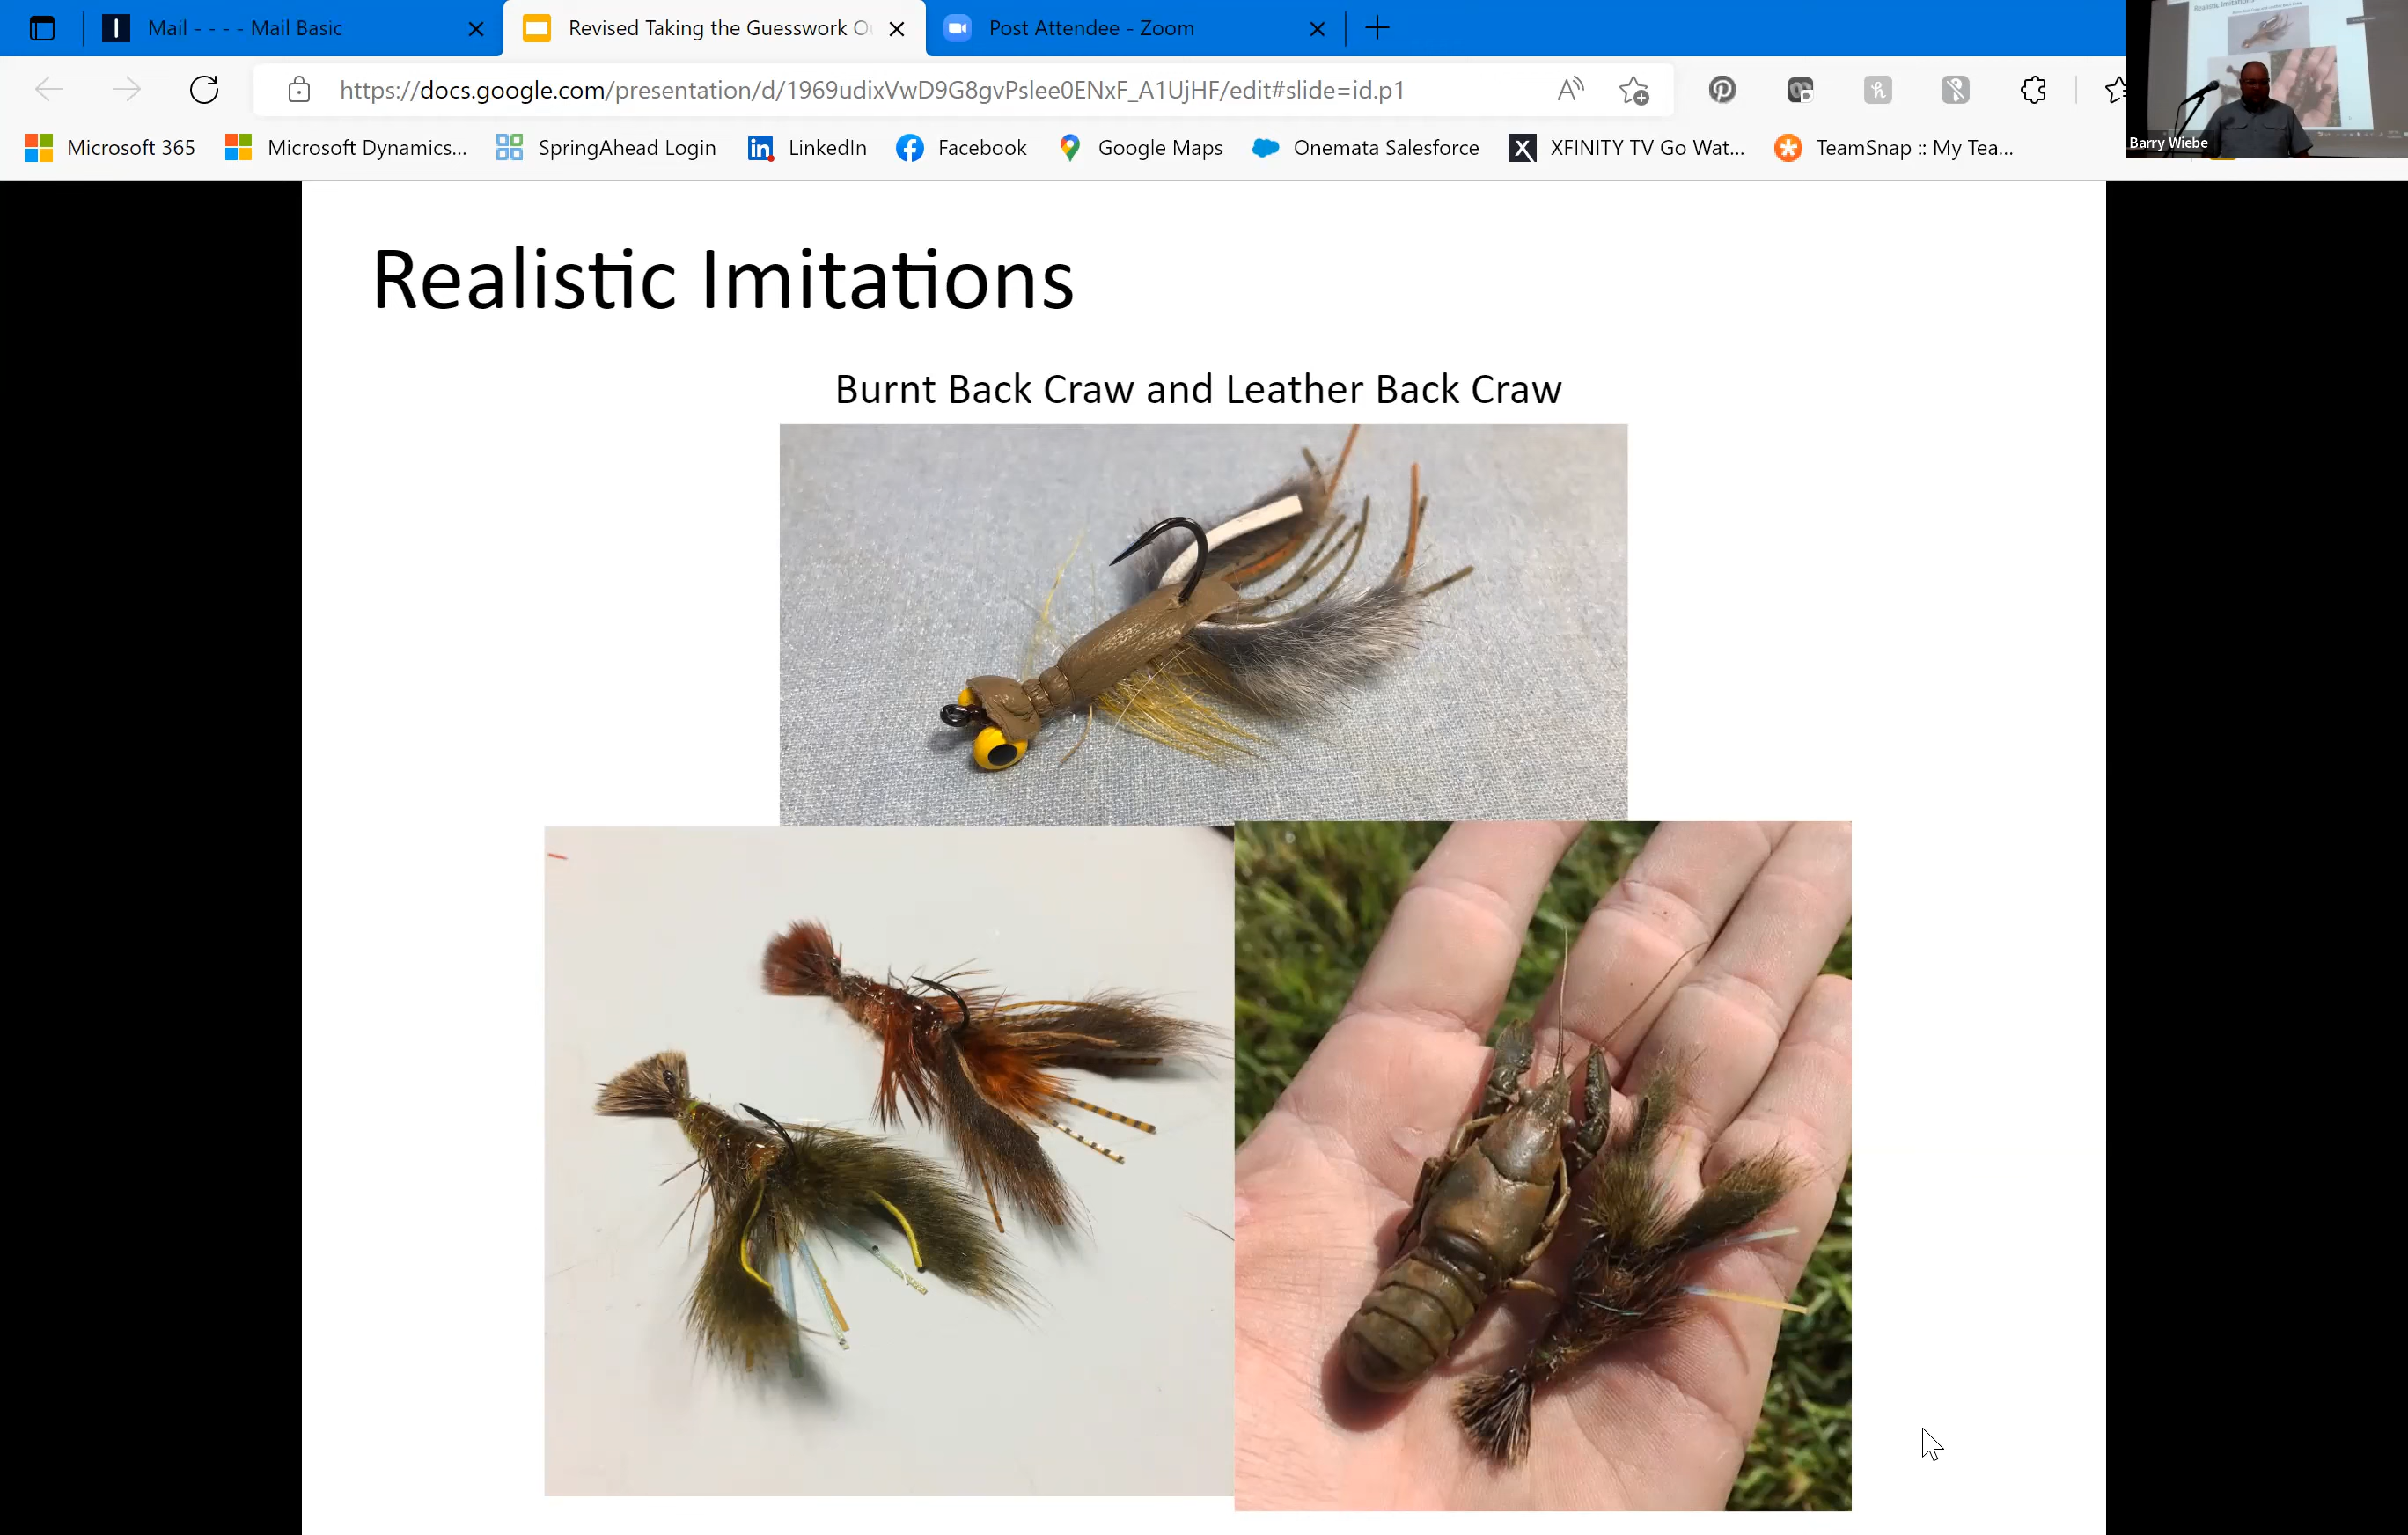 Mail - - - - Mail Basic
Revised Taking the Guesswork O
Post Attendee - Zoom
https://docs.google.com/presentation/d/1969udixVwD9G8gvPslee0ENxF_A1UjHF/edit#slide=id.p1
Microsoft 365
Microsoft Dynamics...
SpringAhead Login
LinkedIn
Facebook
Google Maps
Onemata Salesforce
XFINITY TV Go Wat...
TeamSnap :: My Tea...
Realistic Imitations
Barry Wiebe
Realistic Imitations
Burnt Back Craw and Leather Back Craw